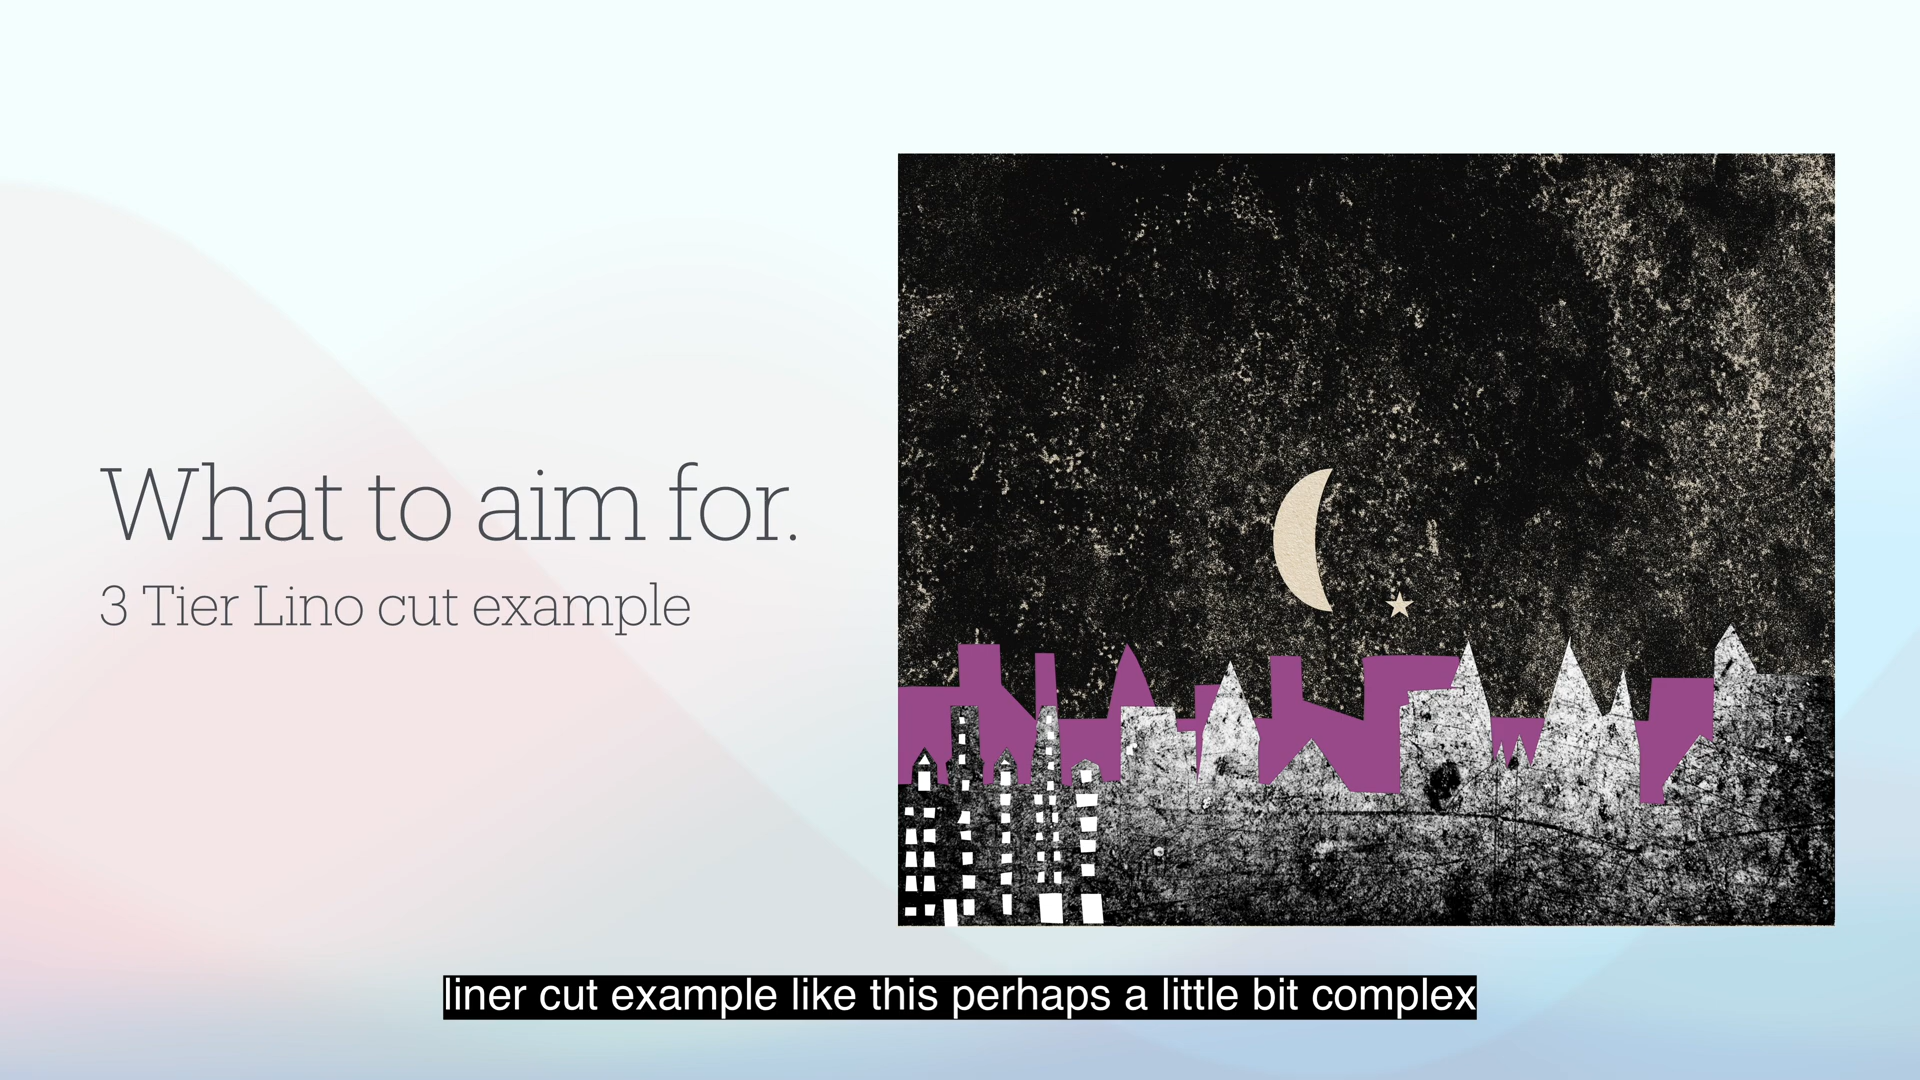 What to aim for.
3 Tier Lino cut example
liner cut example like this perhaps a little bit complex